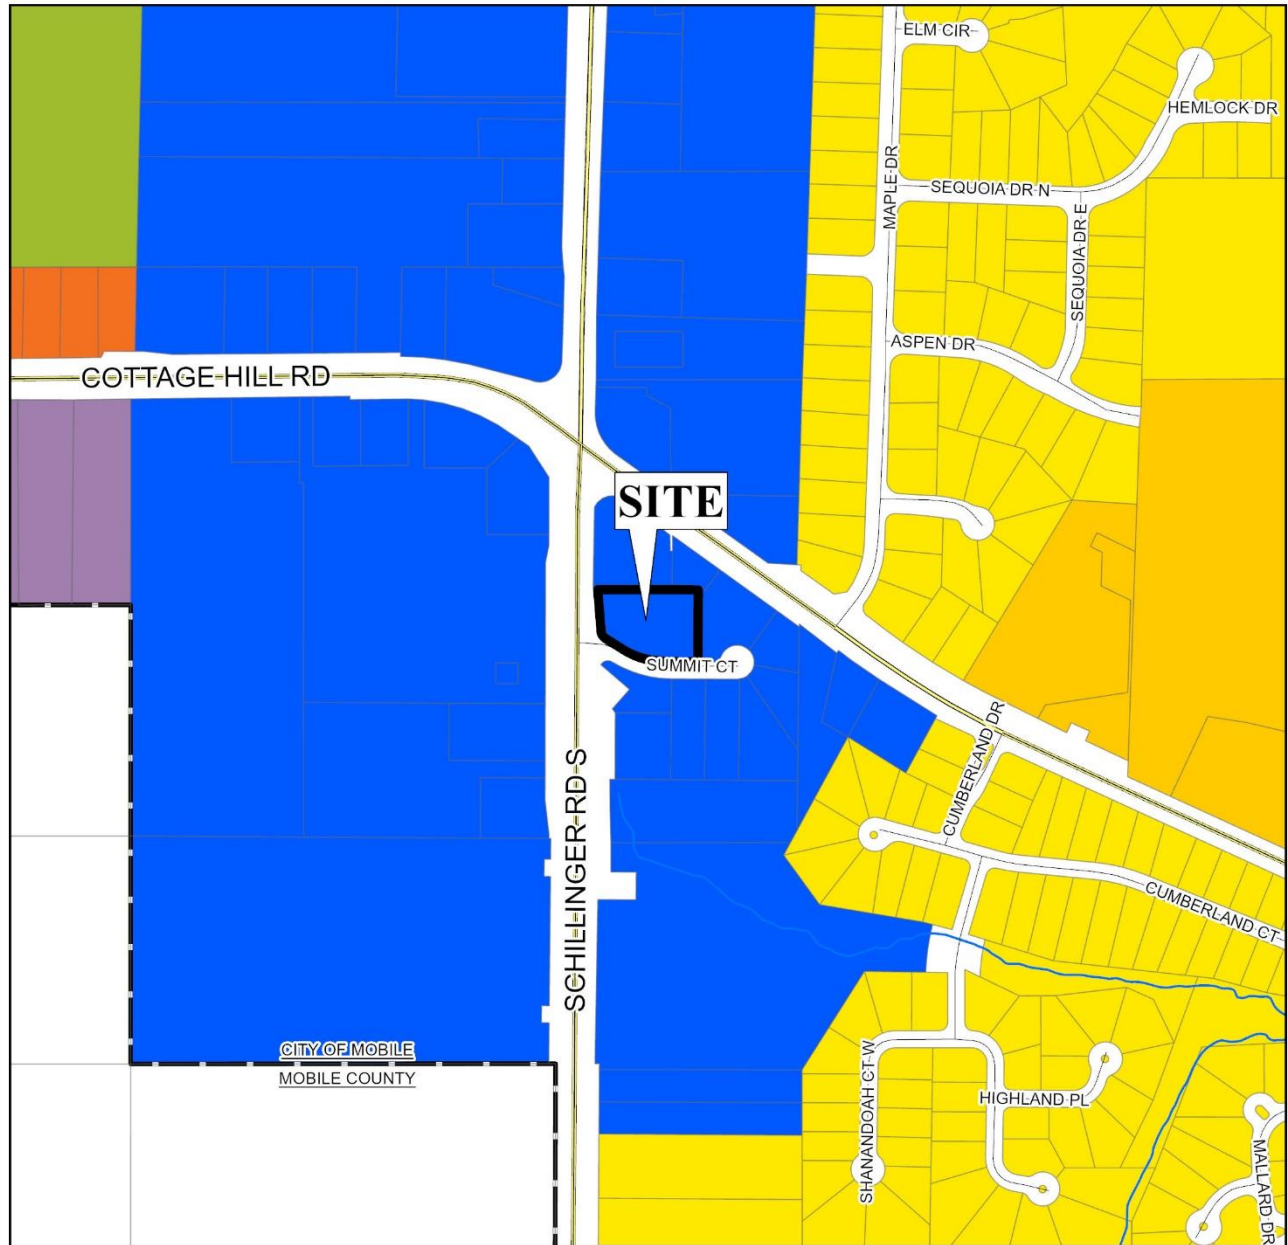 ELM CIR
HEMLOCK DR
MAPLE DR
SEQUOIA DR N
SEQUOIA DR E
ASPEN DR
COTTAGE HILL RD
SITE
SUMMIT CT
CUMBERLAND DR
SCHILLINGER RD S
CUMBERLAND CT
CITY OF MOBILE
MOBILE COUNTY
SHANANDOAH CT W
HIGHLAND PL
MALLARD DR